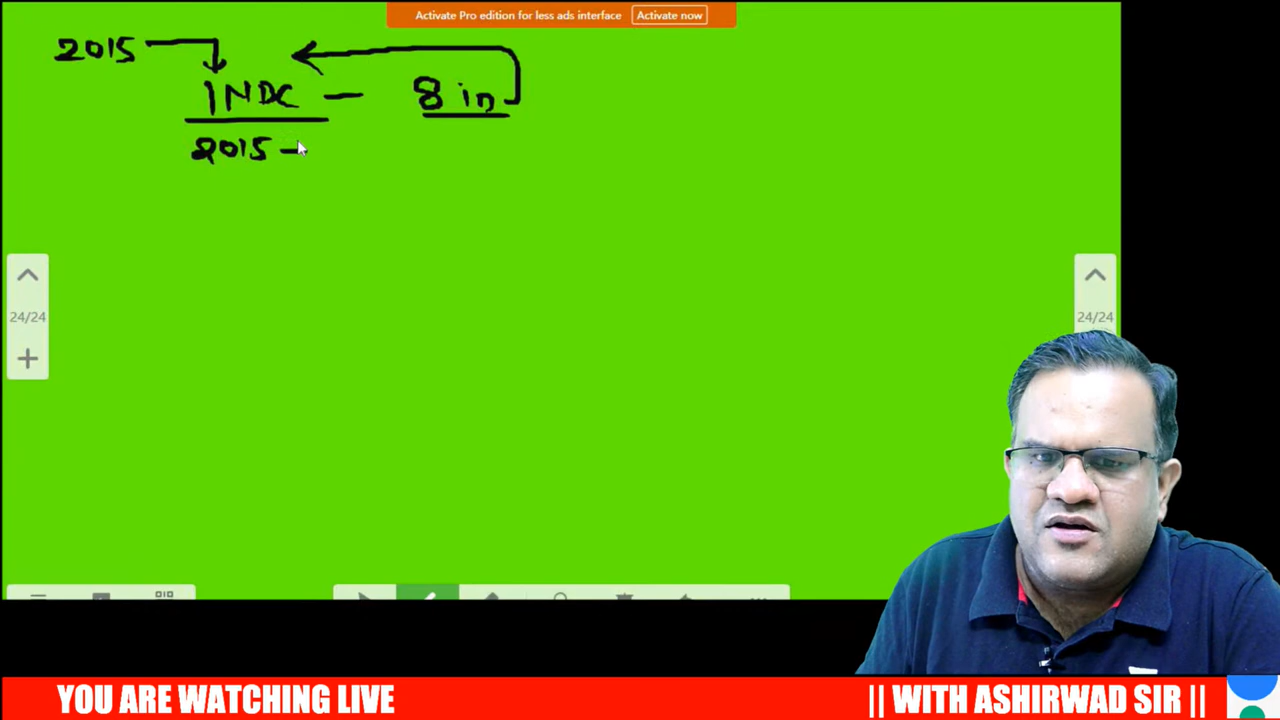 Activate Pro edition for less ads interface Activate now
2015
INDC — 8 in
2015 —
24/24
24/24
YOU ARE WATCHING LIVE
|| WITH ASHIRWAD SIR ||